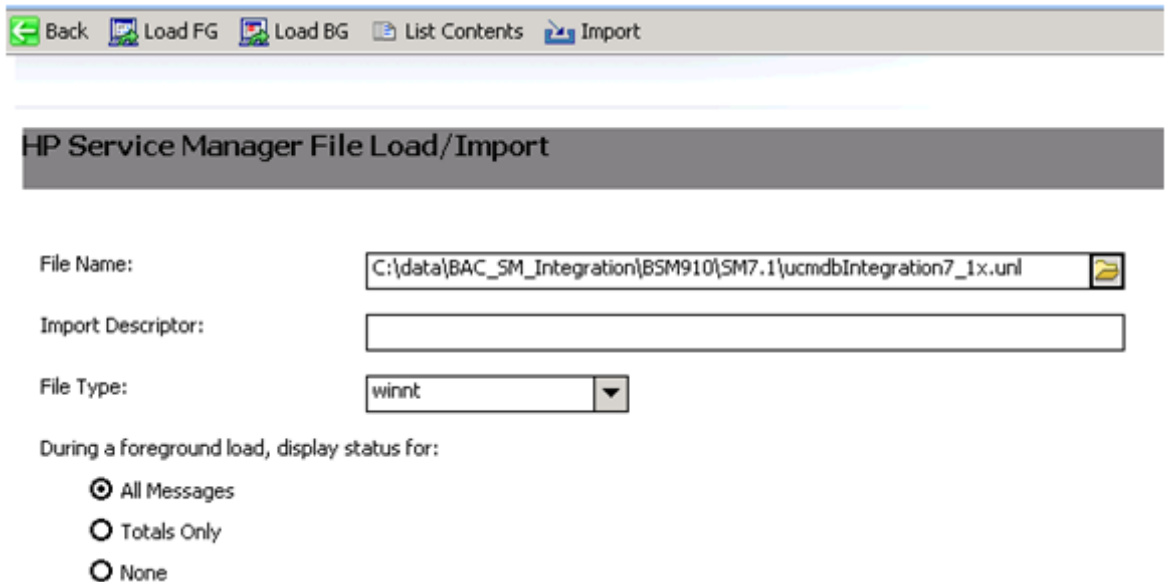 Back Load FG Load BG List Contents Import
HP Service Manager File Load/Import
File Name: C:\data\BAC_SM_Integration\BSM910\SM7.1\ucmdbIntegration7_1x.unl
Import Descriptor:
File Type: winnt
During a foreground load, display status for:
All Messages
Totals Only
None